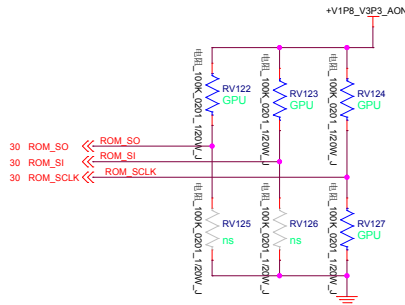 +V1P8_V3P3_AON
电阻_100K_0201_1/20W_J
RV122
GPU
电阻_100K_0201_1/20W_J
RV123
GPU
电阻_100K_0201_1/20W_J
RV124
GPU
30 ROM_SO ROM_SO
30 ROM_SI ROM_SI
30 ROM_SCLK ROM_SCLK
电阻_100K_0201_1/20W_J
RV125
ns
电阻_100K_0201_1/20W_J
RV126
ns
电阻_100K_0201_1/20W_J
RV127
GPU